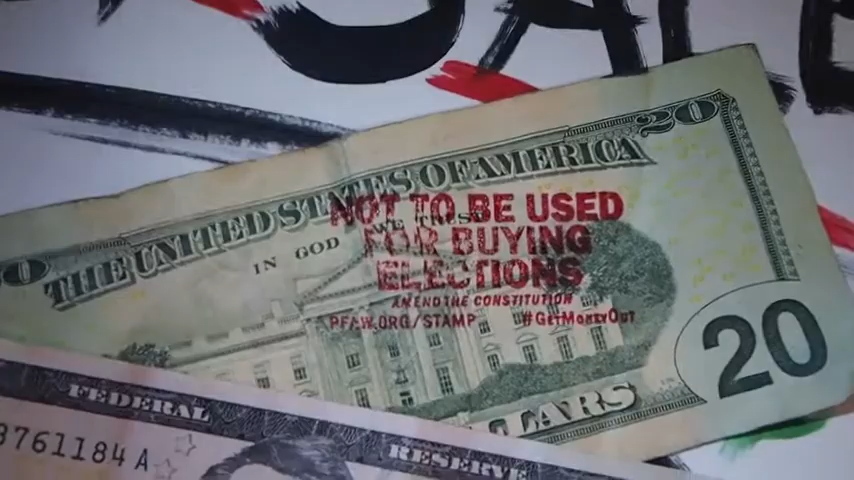 20
THE UNITED STATES OF AMERICA
IN GOD WE TRUST
NOT TO BE USED
FOR BUYING
ELECTIONS
AMEND THE CONSTITUTION
PFAW.ORG/STAMP #GetMoneyOut
20
FEDERAL RESERVE
3761184 A